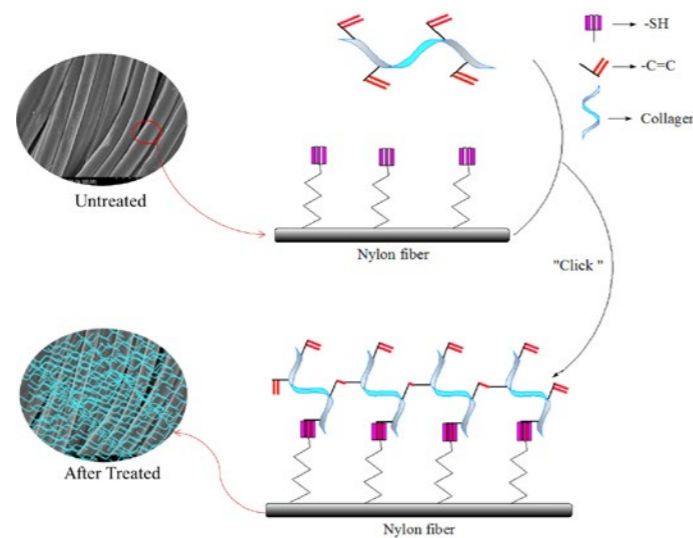 -SH
-C=C
Collagen
Untreated
Nylon fiber
"Click "
After Treated
Nylon fiber